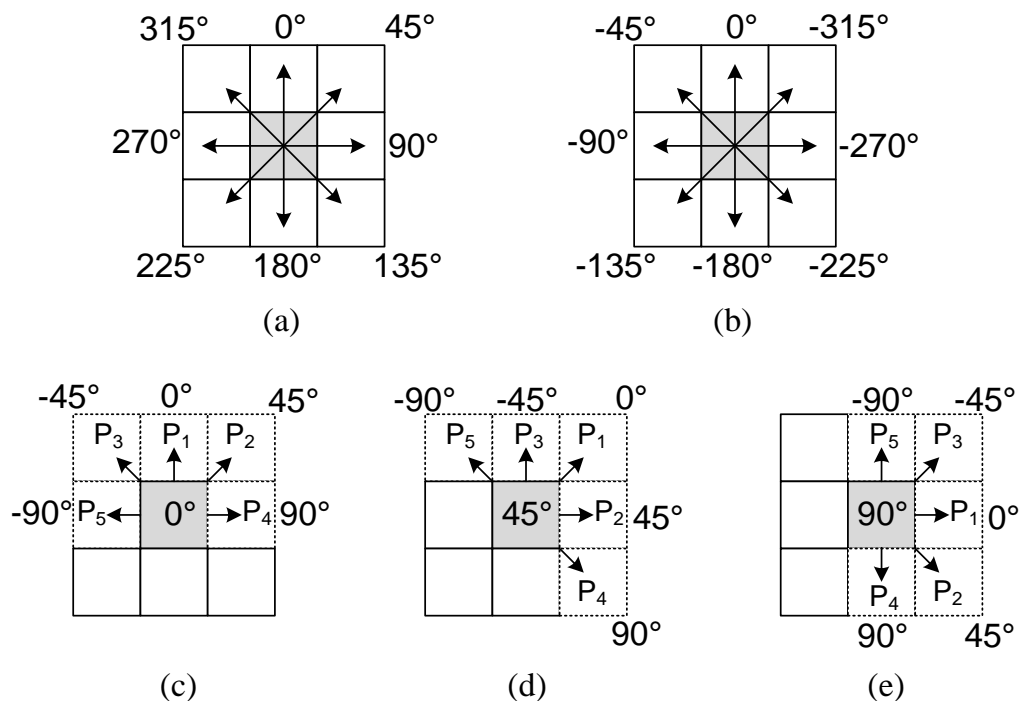 315° 0° 45°
270° 90°
225° 180° 135°
(a)
-45° 0° -315°
-90° -270°
-135° -180° -225°
(b)
-45° 0° 45°
P₃ P₁ P₂
-90° P₅ 0° P₄ 90°
(c)
-90° -45° 0°
P₅ P₃ P₁
45° P₂ 45°
P₄
90°
(d)
-90° -45°
P₅ P₃
90° P₁ 0°
P₄ P₂
90° 45°
(e)